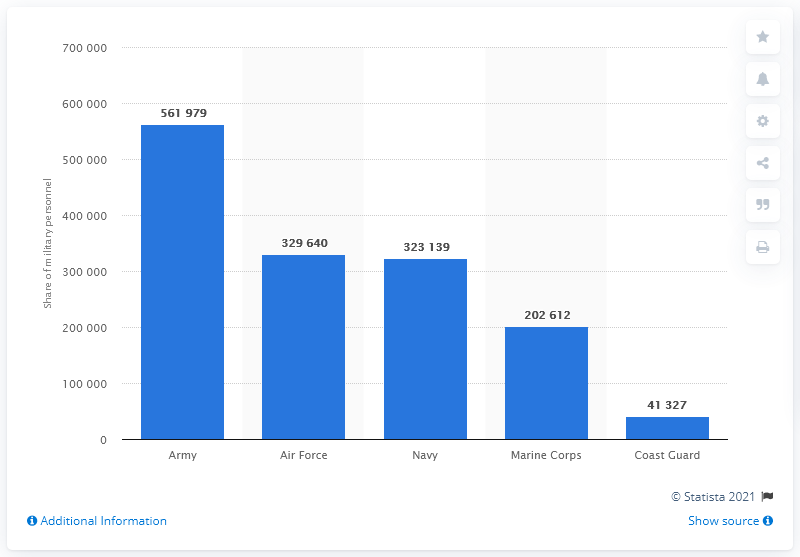 700 000
600 000
500 000
400 000
300 000
200 000
100 000
0
Share of military personnel
561 979
329 640
323 139
202 612
41 327
Army
Air Force
Navy
Marine Corps
Coast Guard
© Statista 2021
Additional Information
Show source